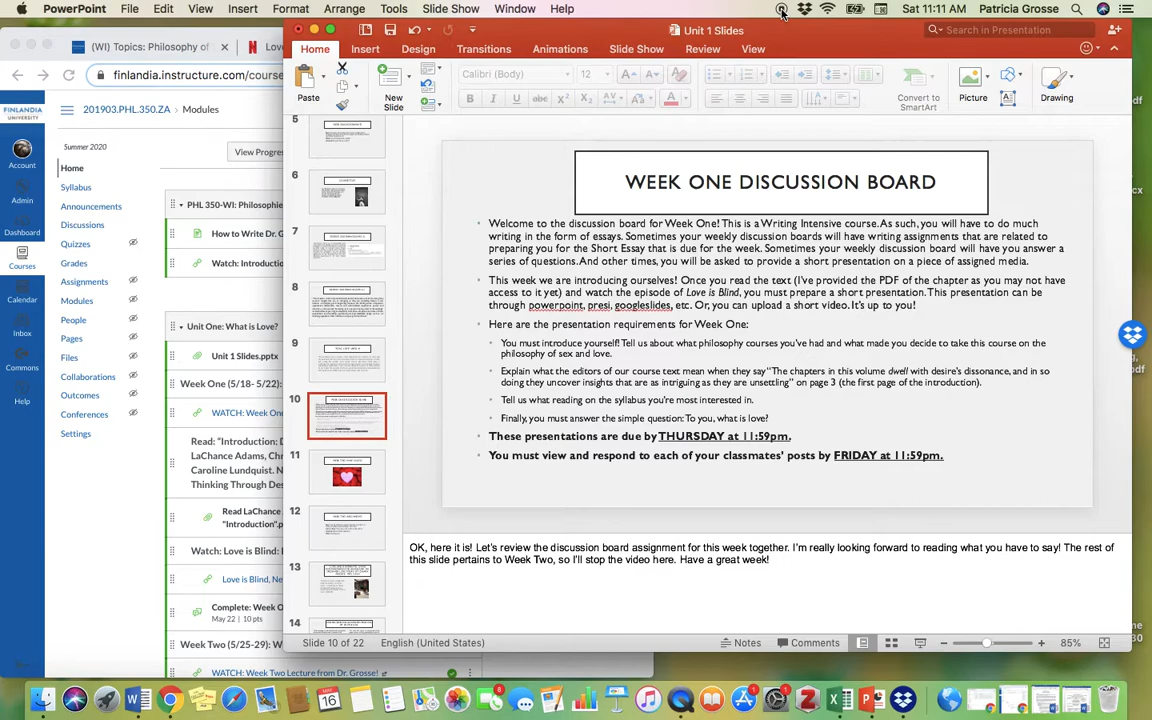 PowerPoint File Edit View Insert Format Arrange Tools Slide Show Window Help Sat 11:11 AM Patricia Grosse
(WI) Topics: Philosophy of
finlandia.instructure.com/course
FINLANDIA
UNIVERSITY
Account
Admin
Dashboard
Courses
Calendar
Inbox
Commons
Help
201903.PHL.350.ZA > Modules
Summer 2020
Home
Syllabus
Announcements
Discussions
Quizzes
Grades
Assignments
Modules
People
Pages
Files
Collaborations
Outcomes
Conferences
Settings
View Progre
PHL 350-WI: Philosophie
How to Write Dr. G
Watch: Introductio
Unit One: What is Love?
Unit 1 Slides.pptx
Week One (5/18- 5/22):
WATCH: Week On
Read: "Introduction: D
LaChance Adams, Chr
Caroline Lundquist. N
Thinking Through Des
Read LaChance Ada
"Introduction".p
Watch: Love is Blind:
Love is Blind, Ne
Complete: Week O
May 22 | 10 pts
Week Two (5/25-29): W
WATCH: Week Two Lecture from Dr. Grosse!
Unit 1 Slides
Search in Presentation
Home Insert Design Transitions Animations Slide Show Review View
Paste
New
Slide
Calibri (Body) 12
Convert to
SmartArt
Picture
Drawing
5
6
7
8
9
10
11
12
13
14
WEEK ONE DISCUSSION BOARD
• Welcome to the discussion board for Week One! This is a Writing Intensive course. As such, you will have to do much
writing in the form of essays. Sometimes your weekly discussion boards will have writing assignments that are related to
preparing you for the Short Essay that is due for the week. Sometimes your weekly discussion board will have you answer a
series of questions. And other times, you will be asked to provide a short presentation on a piece of assigned media.
• This week we are introducing ourselves! Once you read the text (I've provided the PDF of the chapter as you may not have
access to it yet) and watch the episode of Love is Blind, you must prepare a short presentation. This presentation can be
through powerpoint, presi, googleslides, etc. Or, you can upload a short video. It's up to you!
• Here are the presentation requirements for Week One:
• You must introduce yourself! Tell us about what philosophy courses you've had and what made you decide to take this course on the
philosophy of sex and love.
• Explain what the editors of our course text mean when they say "The chapters in this volume dwell with desire's dissonance, and in so
doing they uncover insights that are as intriguing as they are unsettling" on page 3 (the first page of the introduction).
• Tell us what reading on the syllabus you're most interested in.
• Finally, you must answer the simple question: To you, what is love?
• These presentations are due by THURSDAY at 11:59pm.
• You must view and respond to each of your classmates' posts by FRIDAY at 11:59pm.
OK, here it is! Let's review the discussion board assignment for this week together. I'm really looking forward to reading what you have to say! The rest of
this slide pertains to Week Two, so I'll stop the video here. Have a great week!
Slide 10 of 22 English (United States) Notes Comments 85%